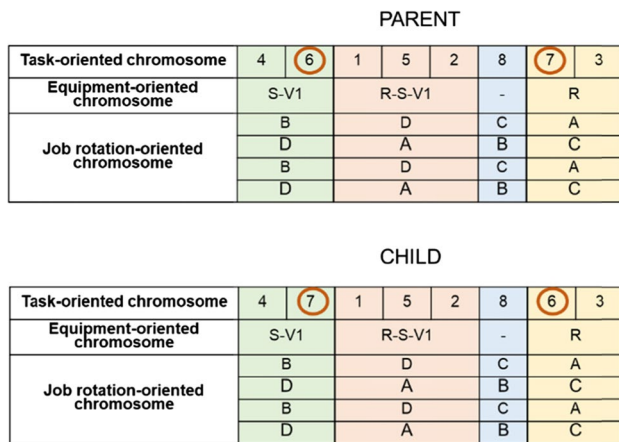 PARENT
Task-oriented chromosome 4 6 1 5 2 8 7 3
Equipment-oriented
chromosome S-V1 R-S-V1 - R
Job rotation-oriented
chromosome
B D C A
D A B C
B D C A
D A B C
CHILD
Task-oriented chromosome 4 7 1 5 2 8 6 3
Equipment-oriented
chromosome S-V1 R-S-V1 - R
Job rotation-oriented
chromosome
B D C A
D A B C
B D C A
D A B C